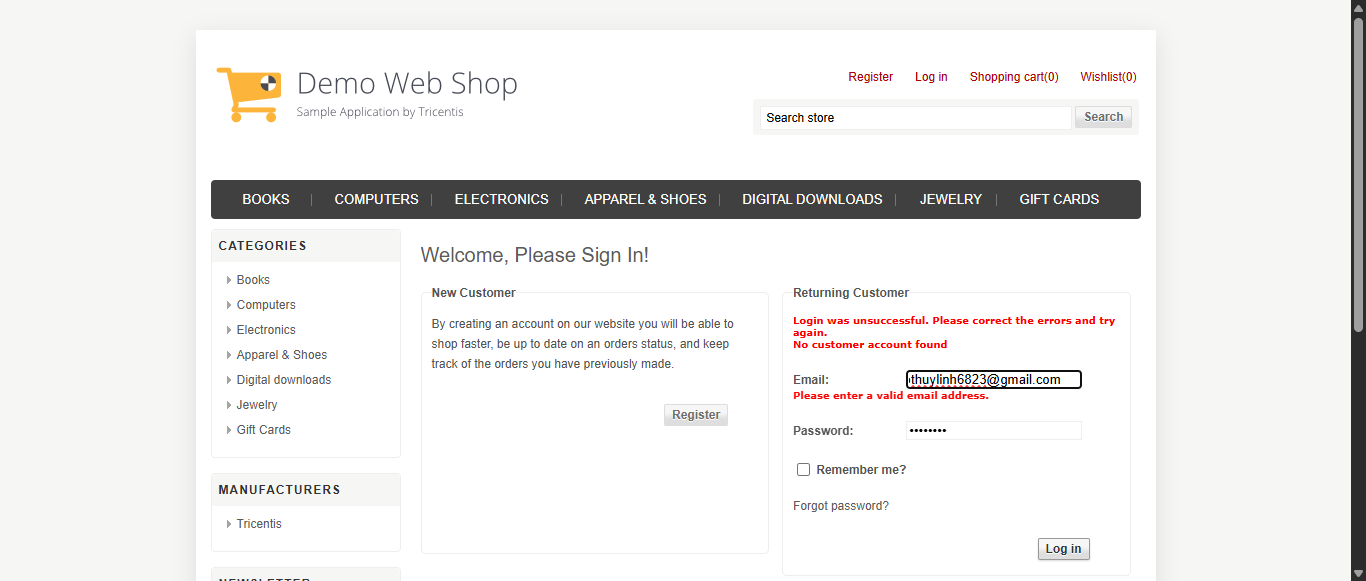 Demo Web Shop
Sample Application by Tricentis
Register Log in Shopping cart(0) Wishlist(0)
Search store Search
BOOKS COMPUTERS ELECTRONICS APPAREL & SHOES DIGITAL DOWNLOADS JEWELRY GIFT CARDS
CATEGORIES
Books
Computers
Electronics
Apparel & Shoes
Digital downloads
Jewelry
Gift Cards
MANUFACTURERS
Tricentis
NEWSLETTER
Welcome, Please Sign In!
New Customer
By creating an account on our website you will be able to
shop faster, be up to date on an orders status, and keep
track of the orders you have previously made.
Register
Returning Customer
Login was unsuccessful. Please correct the errors and try
again.
No customer account found
Email: thuylinh6823@gmail.com
Please enter a valid email address.
Password: ••••••••
Remember me?
Forgot password?
Log in